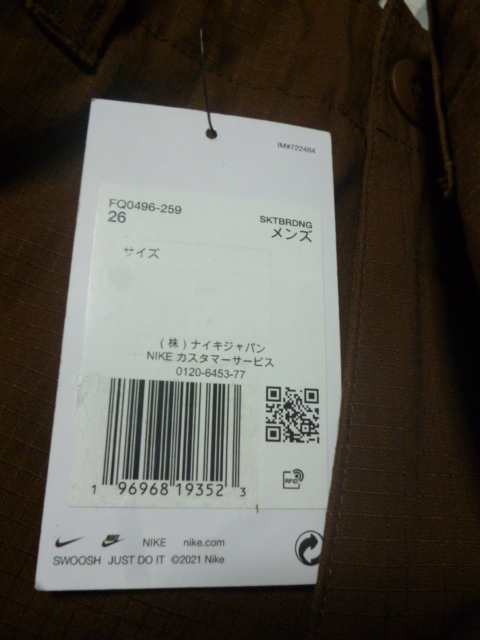 IM#722464
FQ0496-259
26
SKTBRDNG
メンズ
サイズ
(株)ナイキジャパン
NIKE カスタマーサービス
0120-6453-77
RFID
1 96968 19352 3
NIKE nike.com
SWOOSH JUST DO IT ©2021 Nike